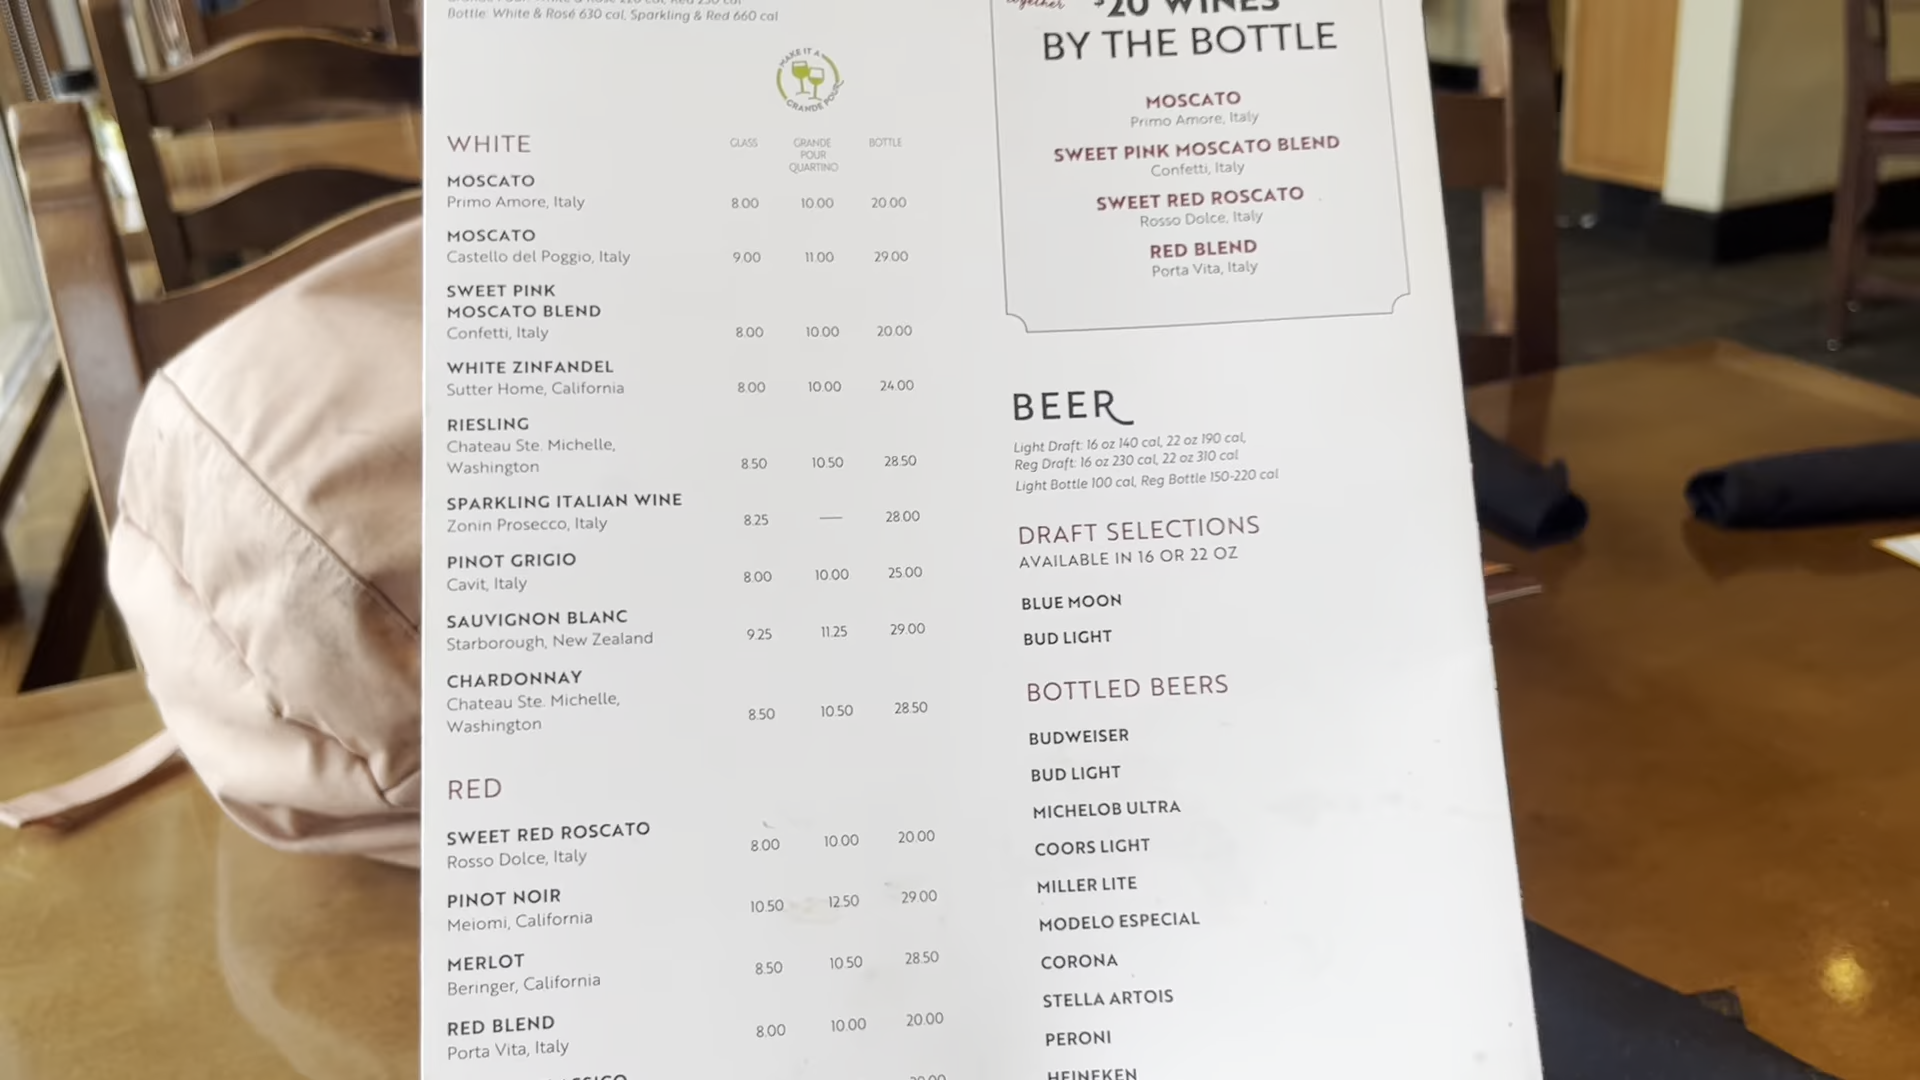 Bottle: White & Rosé 630 cal, Sparkling & Red 660 cal
MAKE IT A
GRANDE POUR
WHITE
GLASS
GRANDE POUR QUARTINO
BOTTLE
MOSCATO
Primo Amore, Italy 8.00 10.00 20.00
MOSCATO
Castello del Poggio, Italy 9.00 11.00 29.00
SWEET PINK
MOSCATO BLEND
Confetti, Italy 8.00 10.00 20.00
WHITE ZINFANDEL
Sutter Home, California 8.00 10.00 24.00
RIESLING
Chateau Ste. Michelle,
Washington 8.50 10.50 28.50
SPARKLING ITALIAN WINE
Zonin Prosecco, Italy 8.25 — 28.00
PINOT GRIGIO
Cavit, Italy 8.00 10.00 25.00
SAUVIGNON BLANC
Starborough, New Zealand 9.25 11.25 29.00
CHARDONNAY
Chateau Ste. Michelle,
Washington 8.50 10.50 28.50
RED
SWEET RED ROSCATO
Rosso Dolce, Italy 8.00 10.00 20.00
PINOT NOIR
Meiomi, California 10.50 12.50 29.00
MERLOT
Beringer, California 8.50 10.50 28.50
RED BLEND
Porta Vita, Italy 8.00 10.00 20.00
together
$20 WINES
BY THE BOTTLE
MOSCATO
Primo Amore, Italy
SWEET PINK MOSCATO BLEND
Confetti, Italy
SWEET RED ROSCATO
Rosso Dolce, Italy
RED BLEND
Porta Vita, Italy
BEER
Light Draft: 16 oz 140 cal, 22 oz 190 cal,
Reg Draft: 16 oz 230 cal, 22 oz 310 cal
Light Bottle 100 cal, Reg Bottle 150-220 cal
DRAFT SELECTIONS
AVAILABLE IN 16 OR 22 OZ
BLUE MOON
BUD LIGHT
BOTTLED BEERS
BUDWEISER
BUD LIGHT
MICHELOB ULTRA
COORS LIGHT
MILLER LITE
MODELO ESPECIAL
CORONA
STELLA ARTOIS
PERONI
HEINEKEN